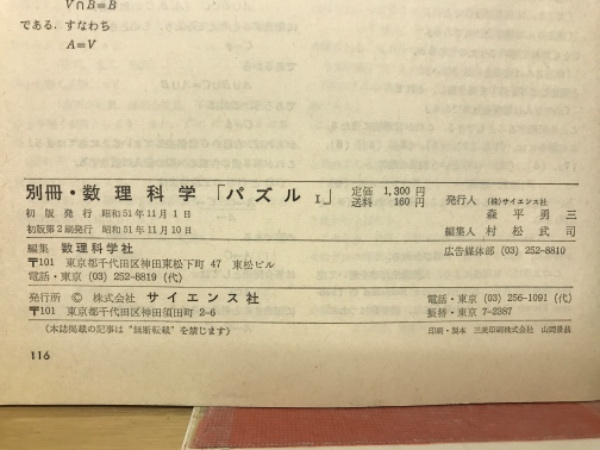 V∩B=B
である.すなわち
A=V
別冊・数理科学「パズルⅠ」 定価 1,300円 発行人 (株)サイエンス社
送料 160円 森平勇三
初版発行 昭和51年11月1日
初版第2刷発行 昭和51年11月10日 編集人 村松武司
編集 数理科学社 広告媒体部 (03) 252-8810
〒101 東京都千代田区神田東松下町 47 東松ビル
電話・東京 (03) 252-8819 (代)
発行所 © 株式会社 サイエンス社 電話・東京 (03) 256-1091 (代)
〒101 東京都千代田区神田須田町 2-6 振替・東京 7-2387
(本誌掲載の記事は"無断転載"を禁じます) 印刷・製本 三美印刷株式会社
116